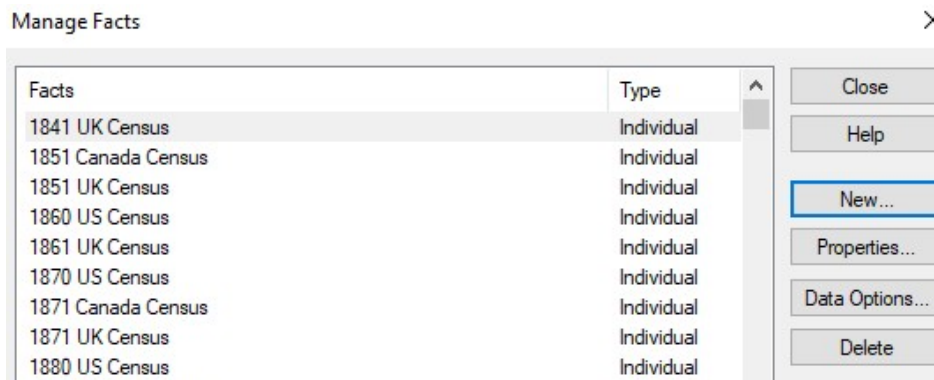 Manage Facts
Facts Type
1841 UK Census Individual
1851 Canada Census Individual
1851 UK Census Individual
1860 US Census Individual
1861 UK Census Individual
1870 US Census Individual
1871 Canada Census Individual
1871 UK Census Individual
1880 US Census Individual
Close
Help
New...
Properties...
Data Options...
Delete